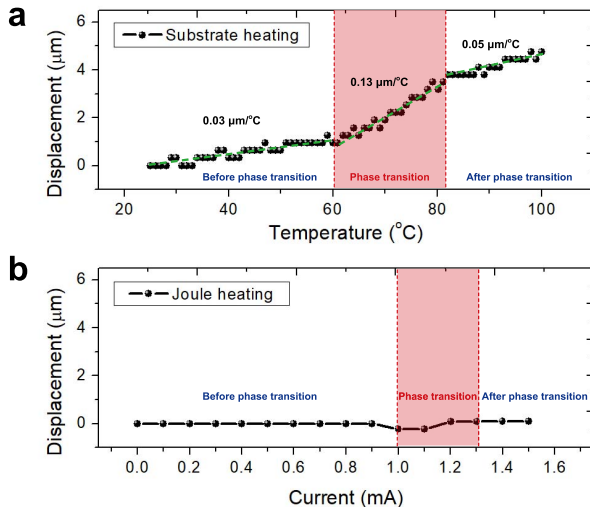 a
Substrate heating
0.03 μm/°C
0.13 μm/°C
0.05 μm/°C
Before phase transition
Phase transition
After phase transition
Displacement (μm)
6
4
2
0
20
40
60
80
100
Temperature (°C)
b
Joule heating
Before phase transition
Phase transition
After phase transition
Displacement (μm)
6
4
2
0
0.0
0.2
0.4
0.6
0.8
1.0
1.2
1.4
1.6
Current (mA)